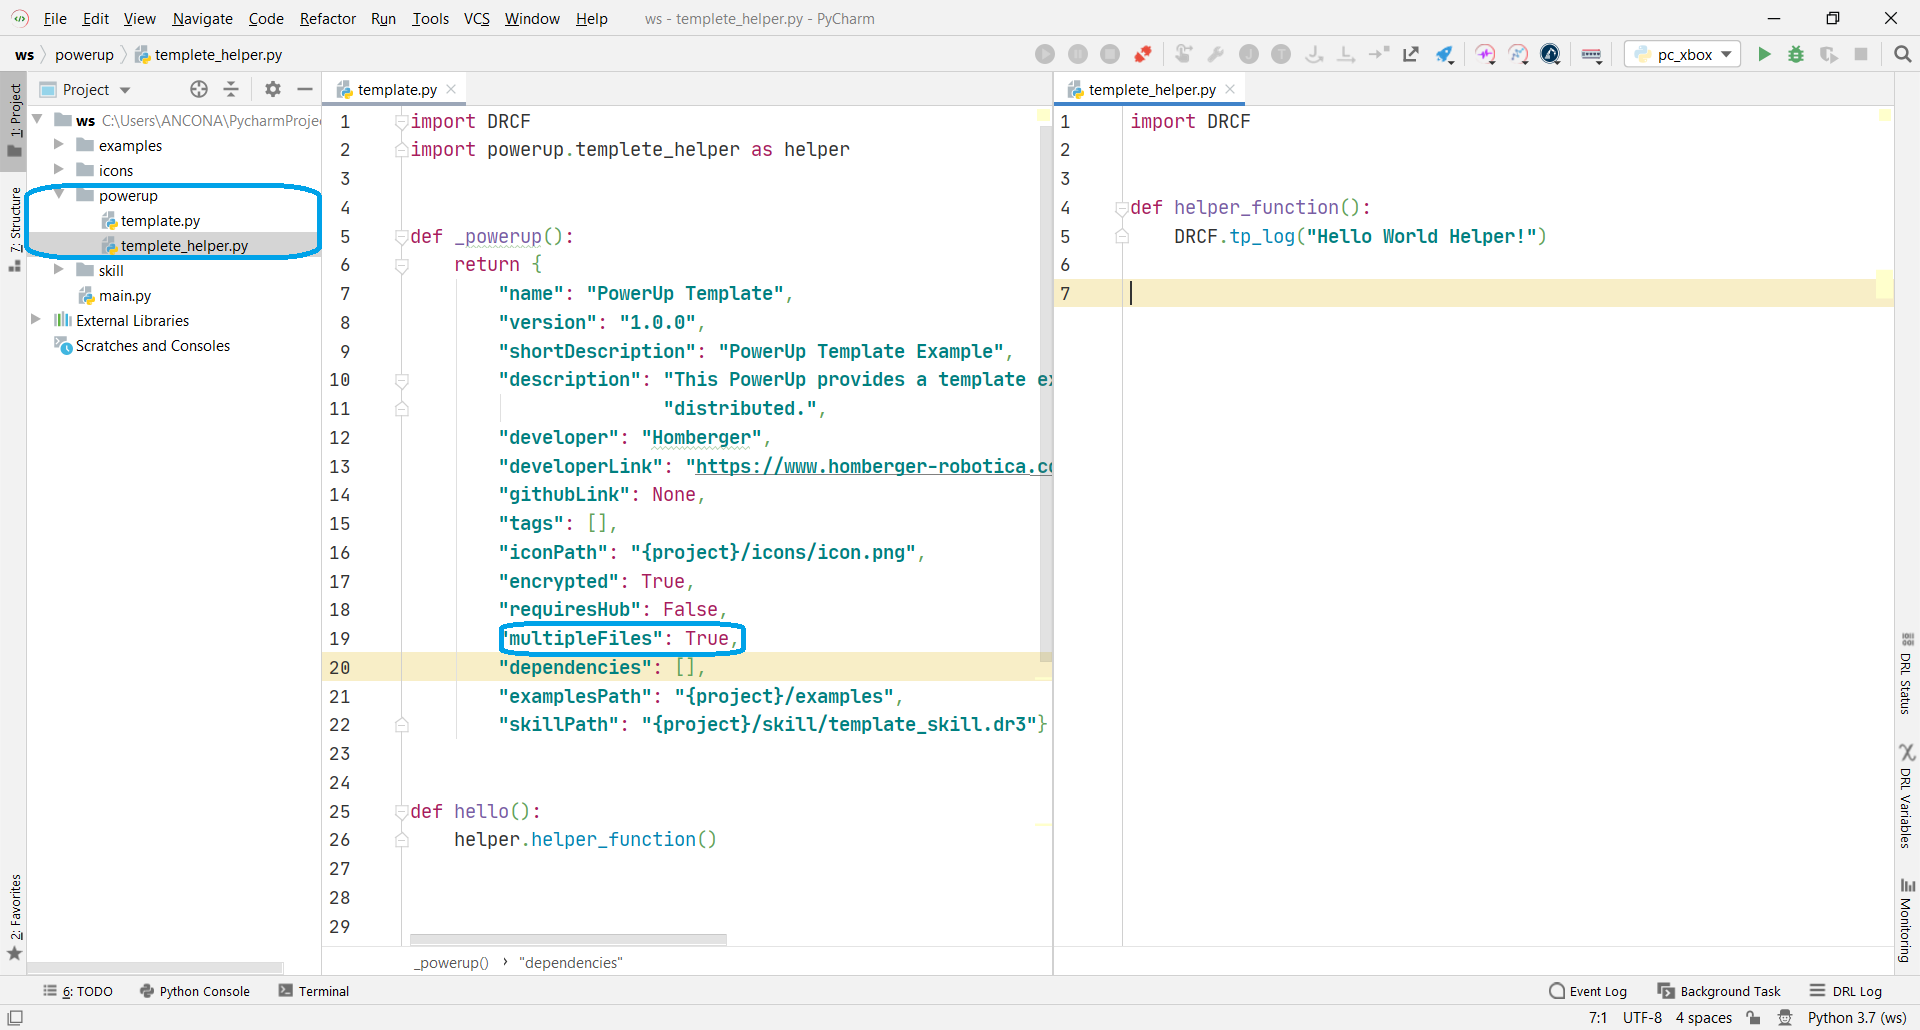 File Edit View Navigate Code Refactor Run Tools VCS Window Help ws - templete_helper.py - PyCharm
ws powerup templete_helper.py
pc_xbox
1: Project
7: Structure
2: Favorites
Project
ws C:\Users\ANCONA\PycharmProje
examples
icons
powerup
template.py
templete_helper.py
skill
main.py
External Libraries
Scratches and Consoles
template.py
1 import DRCF
2 import powerup.templete_helper as helper
3
4
5 def _powerup():
6 return {
7 "name": "PowerUp Template",
8 "version": "1.0.0",
9 "shortDescription": "PowerUp Template Example",
10 "description": "This PowerUp provides a template ex
11 "distributed.",
12 "developer": "Homberger",
13 "developerLink": "https://www.homberger-robotica.co
14 "githubLink": None,
15 "tags": [],
16 "iconPath": "{project}/icons/icon.png",
17 "encrypted": True,
18 "requiresHub": False,
19 "multipleFiles": True,
20 "dependencies": [],
21 "examplesPath": "{project}/examples",
22 "skillPath": "{project}/skill/template_skill.dr3"}
23
24
25 def hello():
26 helper.helper_function()
27
28
29
_powerup() › "dependencies"
templete_helper.py
1 import DRCF
2
3
4 def helper_function():
5 DRCF.tp_log("Hello World Helper!")
6
7
DRL Status
DRL Variables
Monitoring
6: TODO Python Console Terminal Event Log Background Task DRL Log
7:1 UTF-8 4 spaces Python 3.7 (ws)